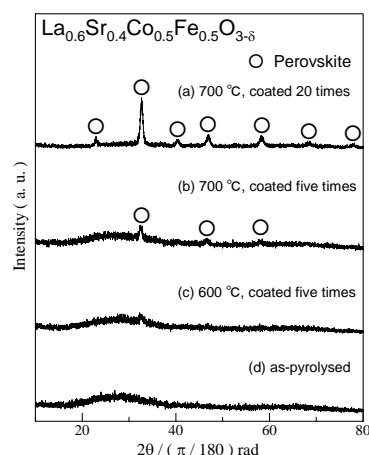 La0.6Sr0.4Co0.5Fe0.5O3-δ
○ Perovskite
(a) 700 °C, coated 20 times
(b) 700 °C, coated five times
(c) 600 °C, coated five times
(d) as-pyrolysed
Intensity ( a. u. )
20 40 60 80
2θ / ( π / 180 ) rad